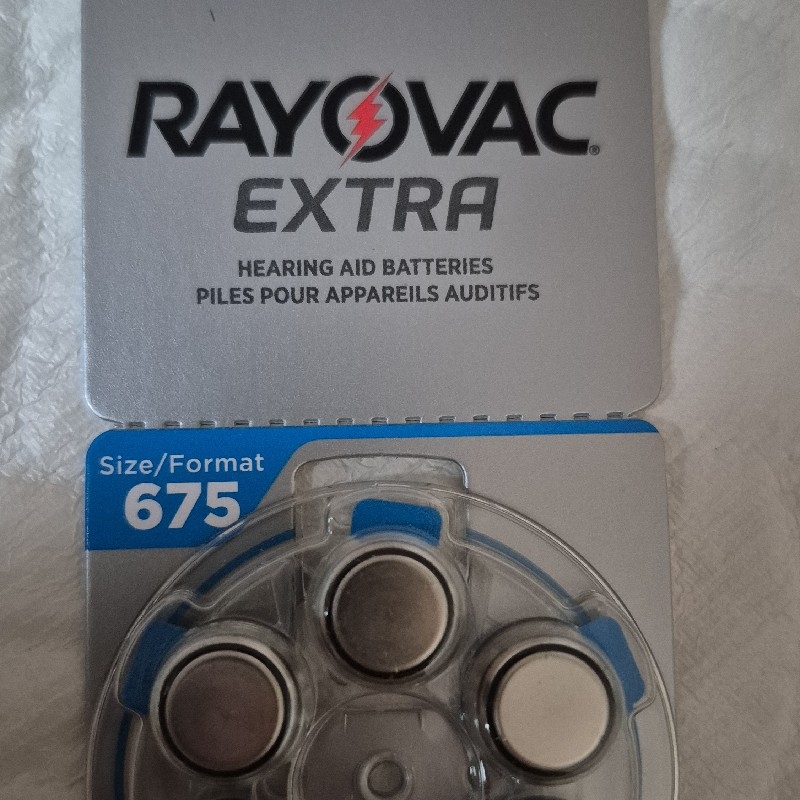 RAYOVAC®
EXTRA
HEARING AID BATTERIES
PILES POUR APPAREILS AUDITIFS
Size/Format
675